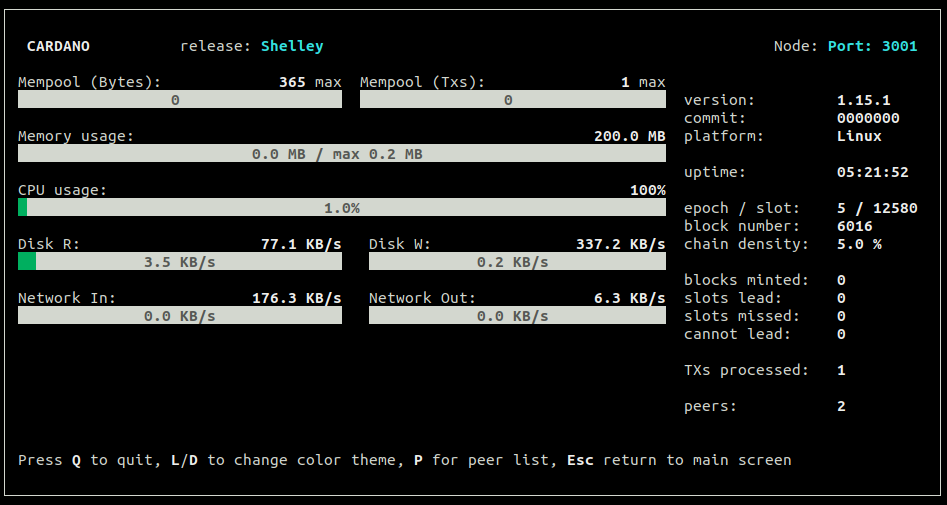 CARDANO release: Shelley Node: Port: 3001
Mempool (Bytes): 365 max Mempool (Txs): 1 max
0 0
version: 1.15.1
commit: 0000000
Memory usage: 200.0 MB
platform: Linux
0.0 MB / max 0.2 MB
uptime: 05:21:52
CPU usage: 100%
1.0%
epoch / slot: 5 / 12580
block number: 6016
Disk R: 77.1 KB/s Disk W: 337.2 KB/s
chain density: 5.0 %
3.5 KB/s 0.2 KB/s
blocks minted: 0
Network In: 176.3 KB/s Network Out: 6.3 KB/s
slots lead: 0
0.0 KB/s 0.0 KB/s
slots missed: 0
cannot lead: 0
TXs processed: 1
peers: 2
Press Q to quit, L/D to change color theme, P for peer list, Esc return to main screen